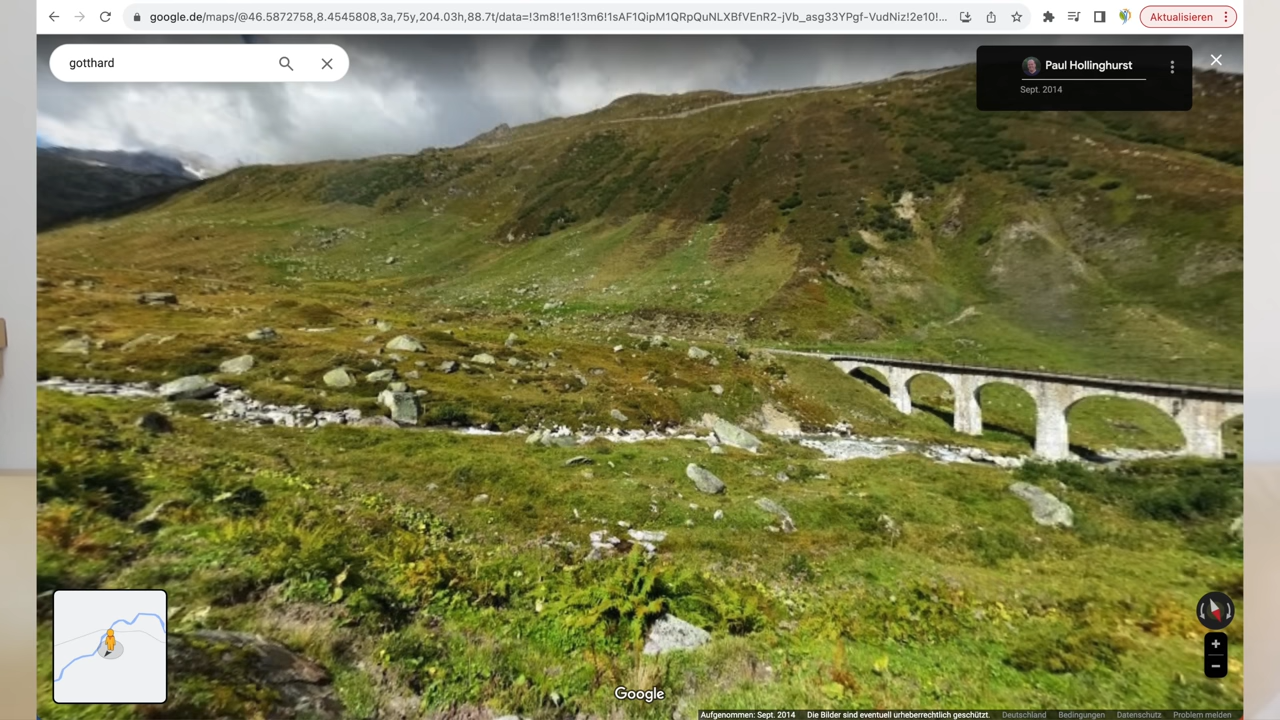 google.de/maps/@46.5872758,8.4545808,3a,75y,204.03h,88.7t/data=!3m8!1e1!3m6!1sAF1QipM1QRpQuNLXBfVEnR2-jVb_asg33YPgf-VudNiz!2e10!...
Aktualisieren
gotthard
Paul Hollinghurst
Sept. 2014
Google
Aufgenommen: Sept. 2014 Die Bilder sind eventuell urheberrechtlich geschützt. Deutschland Bedingungen Datenschutz Problem melden